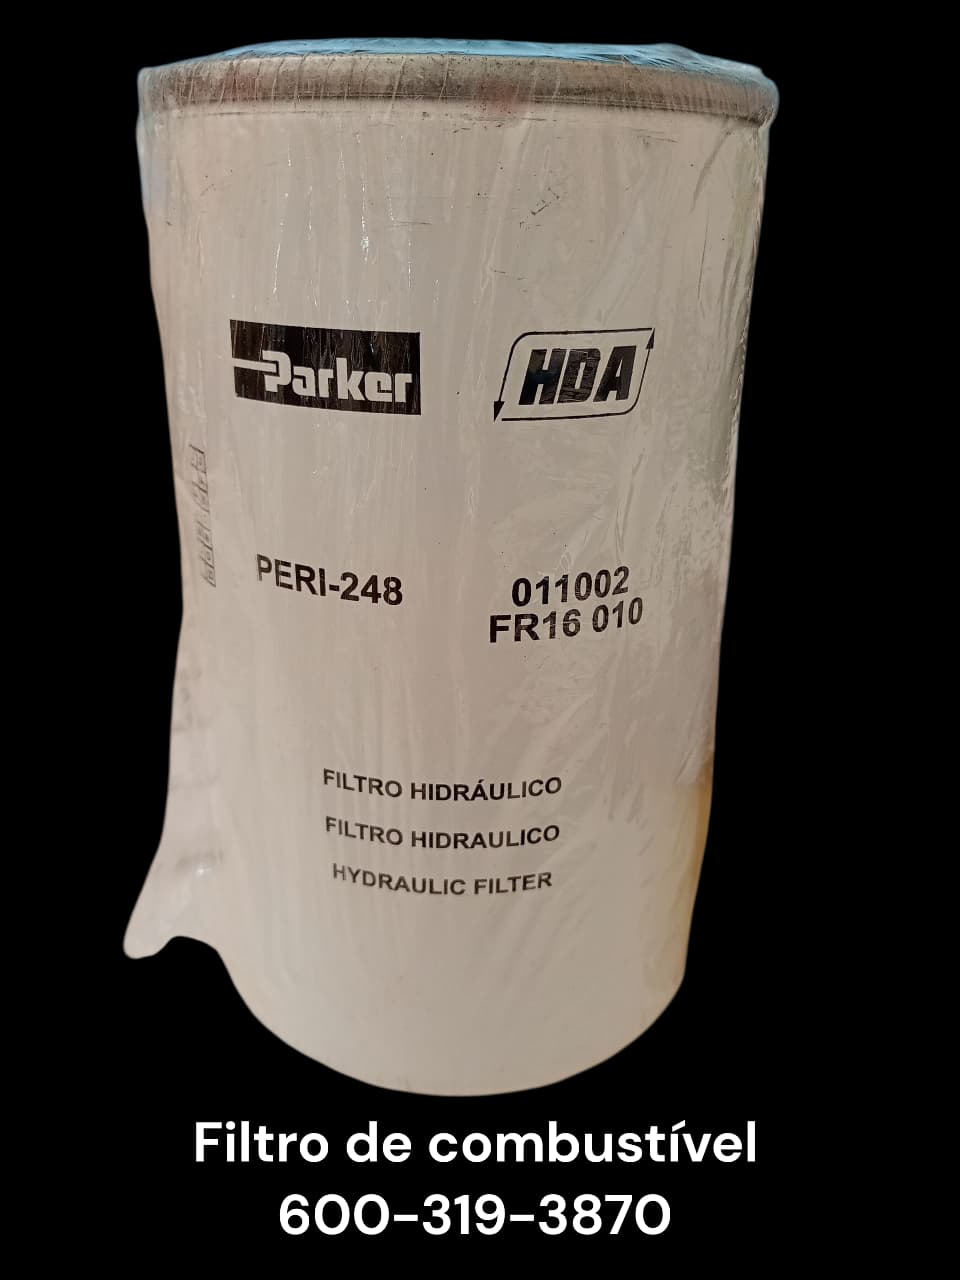 Parker
HDA
PERI-248
011002
FR16 010
FILTRO HIDRÁULICO
FILTRO HIDRAULICO
HYDRAULIC FILTER
Filtro de combustível
600-319-3870